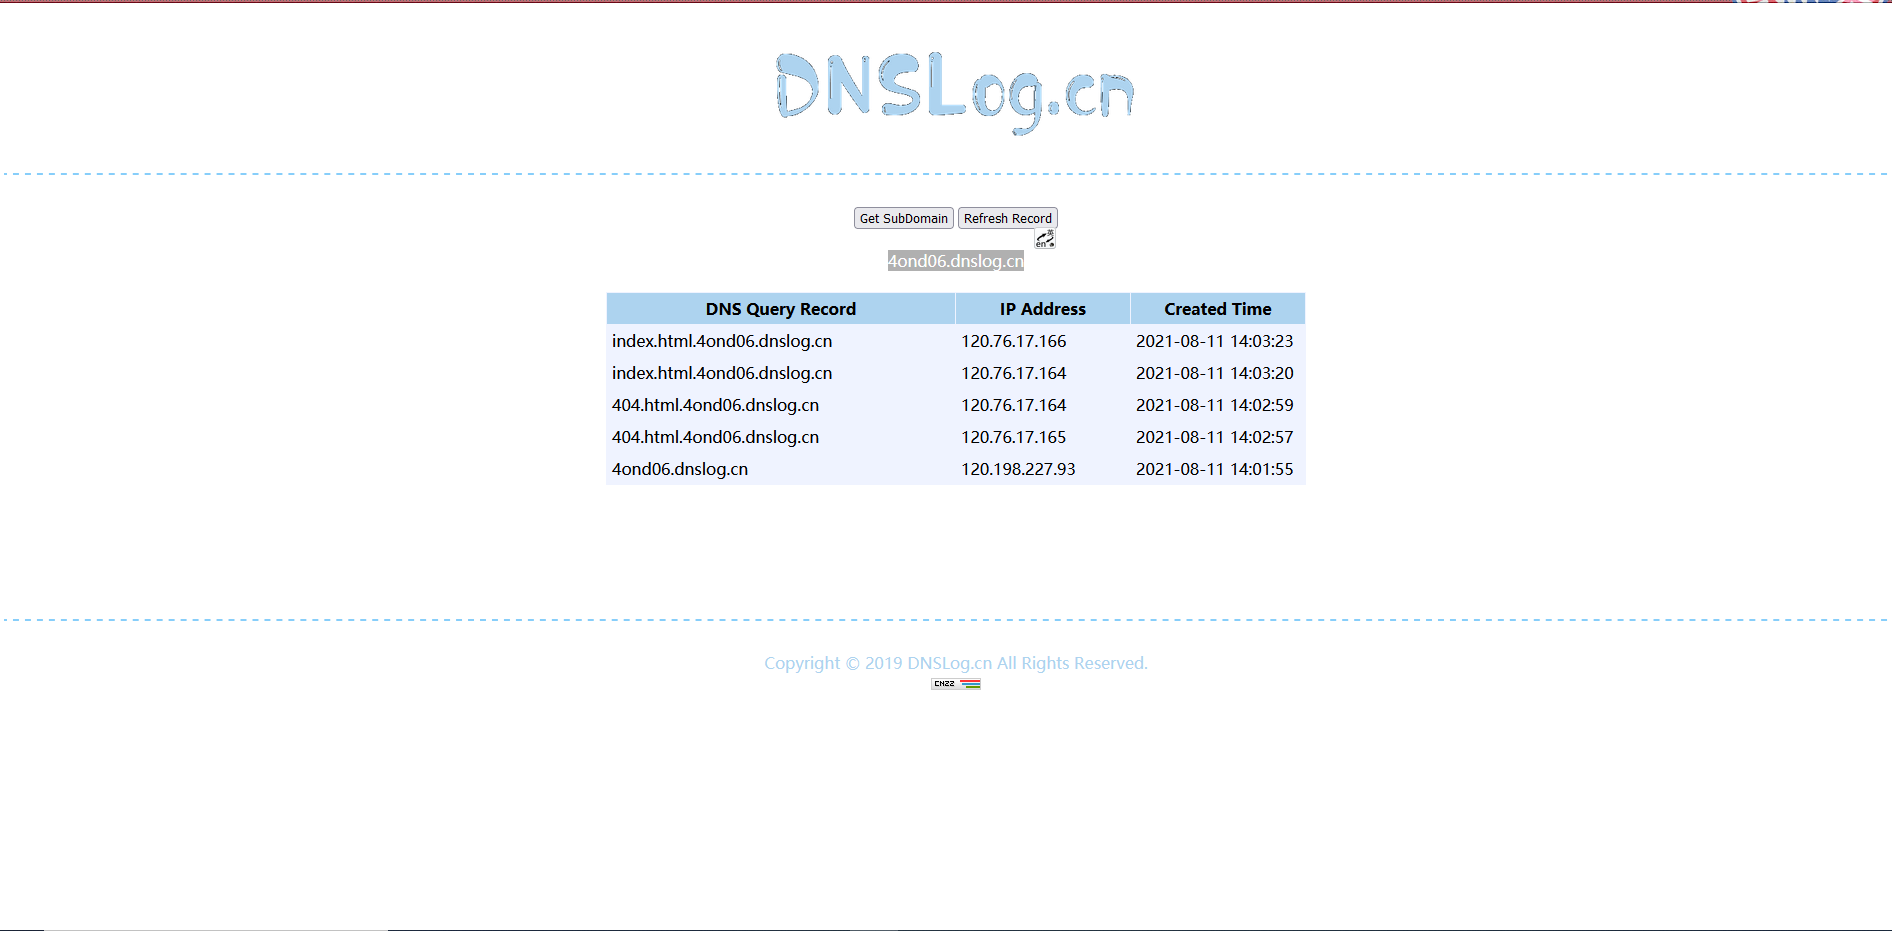 DNSLog.cn
Get SubDomain Refresh Record
英
en
4ond06.dnslog.cn
DNS Query Record IP Address Created Time
index.html.4ond06.dnslog.cn 120.76.17.166 2021-08-11 14:03:23
index.html.4ond06.dnslog.cn 120.76.17.164 2021-08-11 14:03:20
404.html.4ond06.dnslog.cn 120.76.17.164 2021-08-11 14:02:59
404.html.4ond06.dnslog.cn 120.76.17.165 2021-08-11 14:02:57
4ond06.dnslog.cn 120.198.227.93 2021-08-11 14:01:55
Copyright © 2019 DNSLog.cn All Rights Reserved.
CNZZ